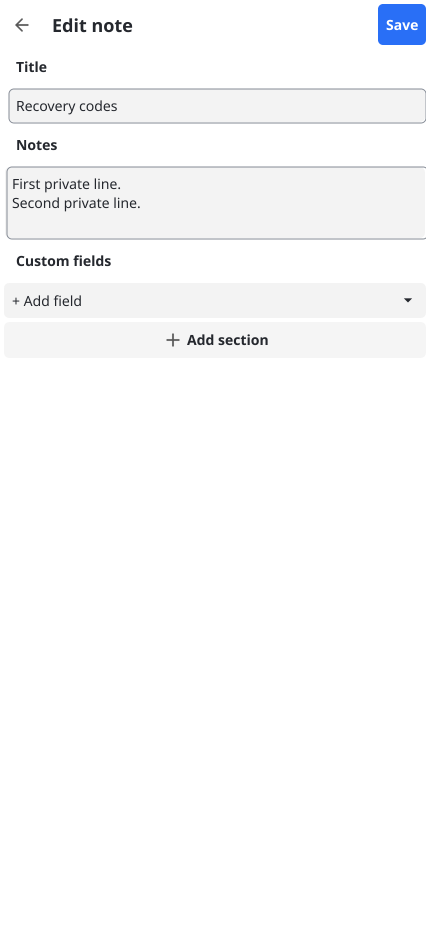 Edit note
Save
Title
Recovery codes
Notes
First private line.
Second private line.
Custom fields
+ Add field
Add section